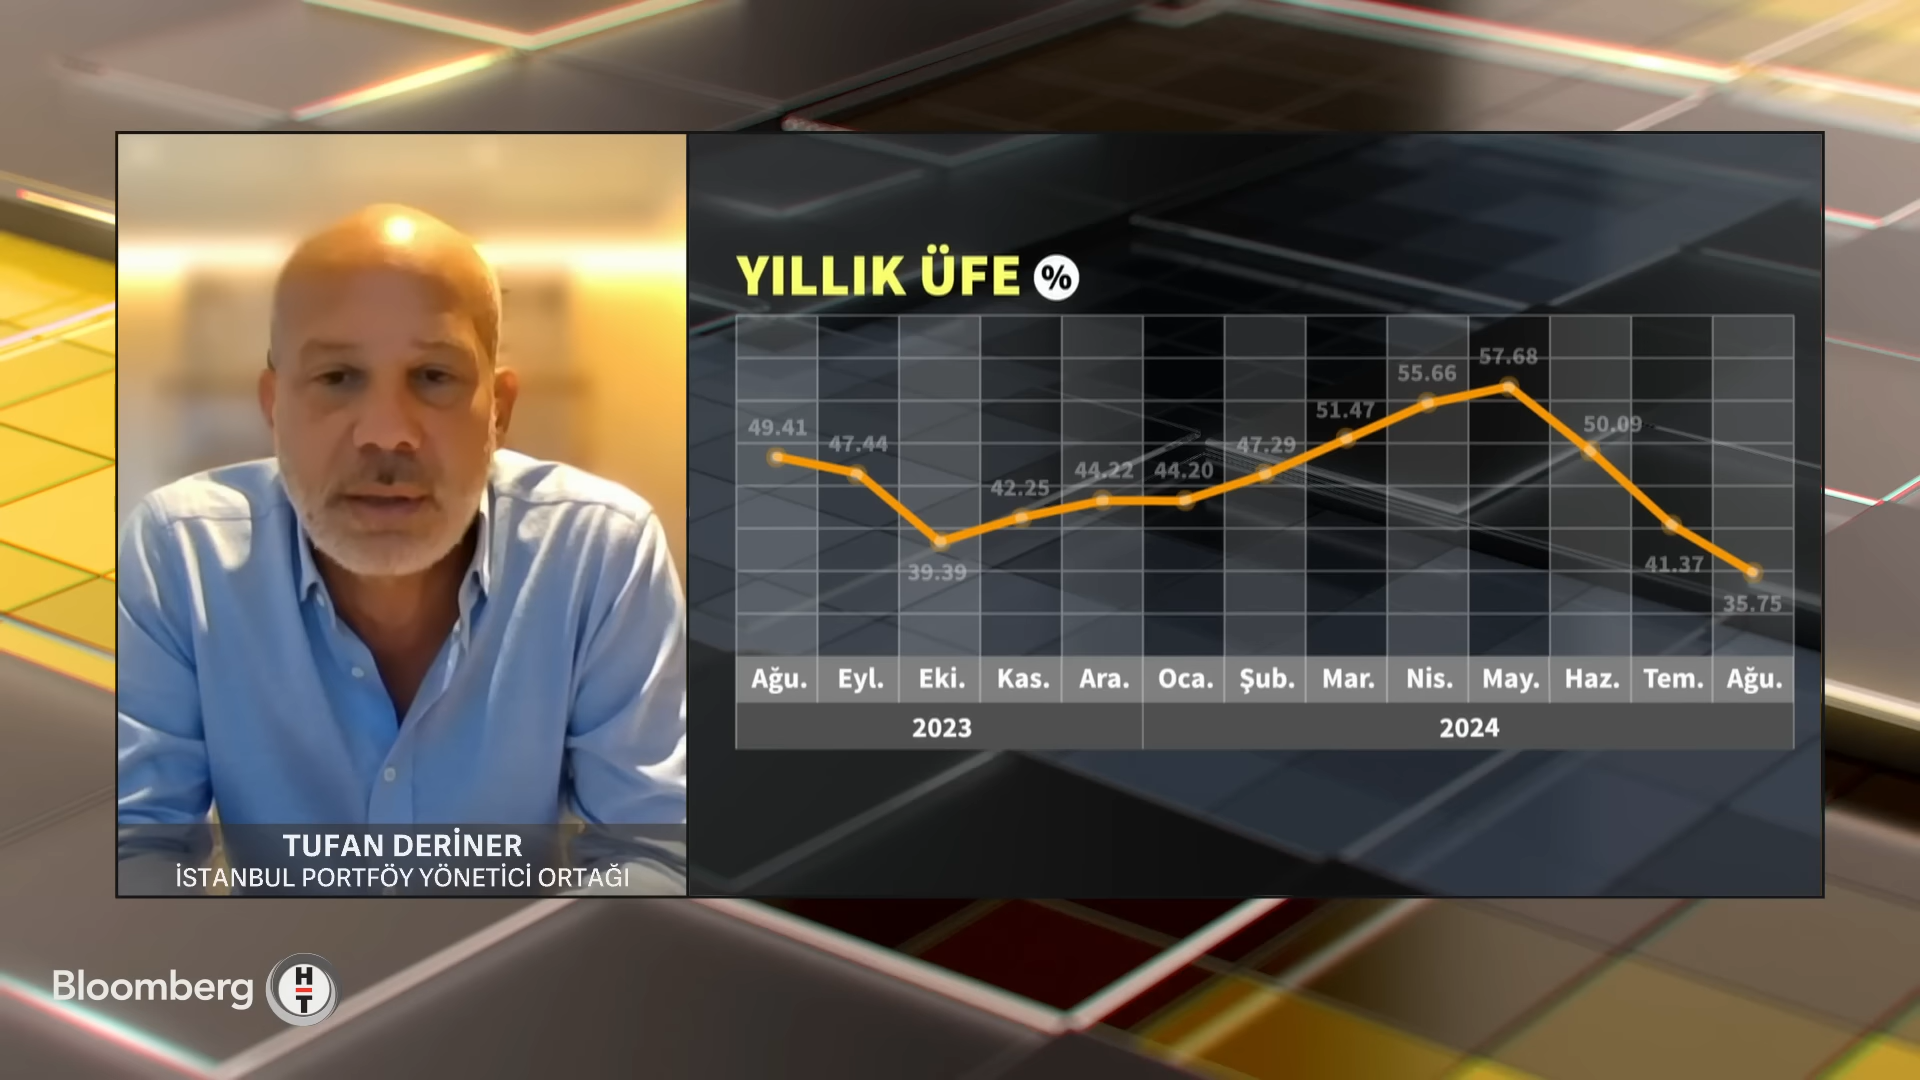 YILLIK ÜFE %
57.68
55.66
51.47
50.09
49.41
47.44
47.29
44.22
44.20
42.25
41.37
39.39
35.75
Ağu. Eyl. Eki. Kas. Ara. Oca. Şub. Mar. Nis. May. Haz. Tem. Ağu.
2023 2024
TUFAN DERİNER
İSTANBUL PORTFÖY YÖNETİCİ ORTAĞI
Bloomberg HT